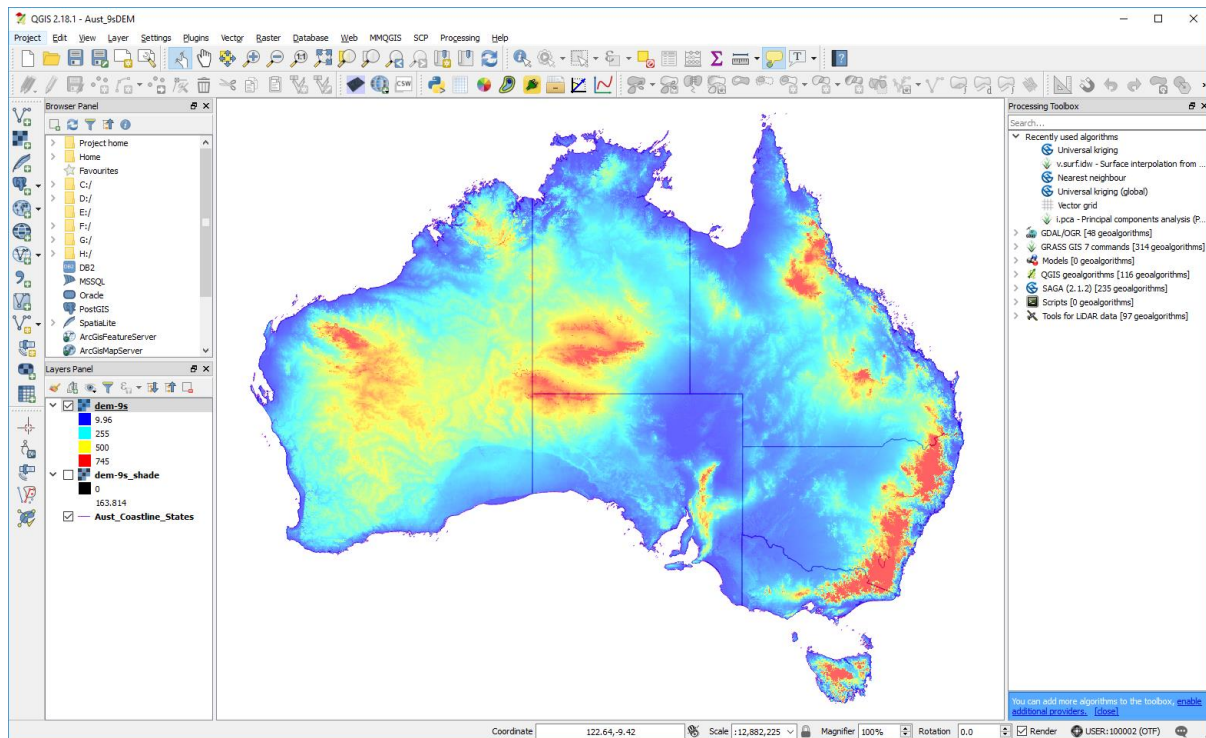 QGIS 2.18.1 - Aust_9sDEM
Project Edit View Layer Settings Plugins Vector Raster Database Web MMQGIS SCP Processing Help
CSW
Browser Panel
Project home
Home
Favourites
C:/
D:/
E:/
F:/
G:/
H:/
DB2
MSSQL
Oracle
PostGIS
SpatiaLite
ArcGisFeatureServer
ArcGisMapServer
Layers Panel
dem-9s
9.96
255
500
745
dem-9s_shade
0
163.814
Aust_Coastline_States
Processing Toolbox
Search...
Recently used algorithms
Universal kriging
v.surf.idw - Surface interpolation from ...
Nearest neighbour
Universal kriging (global)
Vector grid
i.pca - Principal components analysis (P...
GDAL/OGR [48 geoalgorithms]
GRASS GIS 7 commands [314 geoalgorithms]
Models [0 geoalgorithms]
QGIS geoalgorithms [116 geoalgorithms]
SAGA (2.1.2) [235 geoalgorithms]
Scripts [0 geoalgorithms]
Tools for LiDAR data [97 geoalgorithms]
You can add more algorithms to the toolbox, enable
additional providers. [close]
Coordinate 122.64,-9.42 Scale :12,882,225 Magnifier 100% Rotation 0.0 Render USER:100002 (OTF)